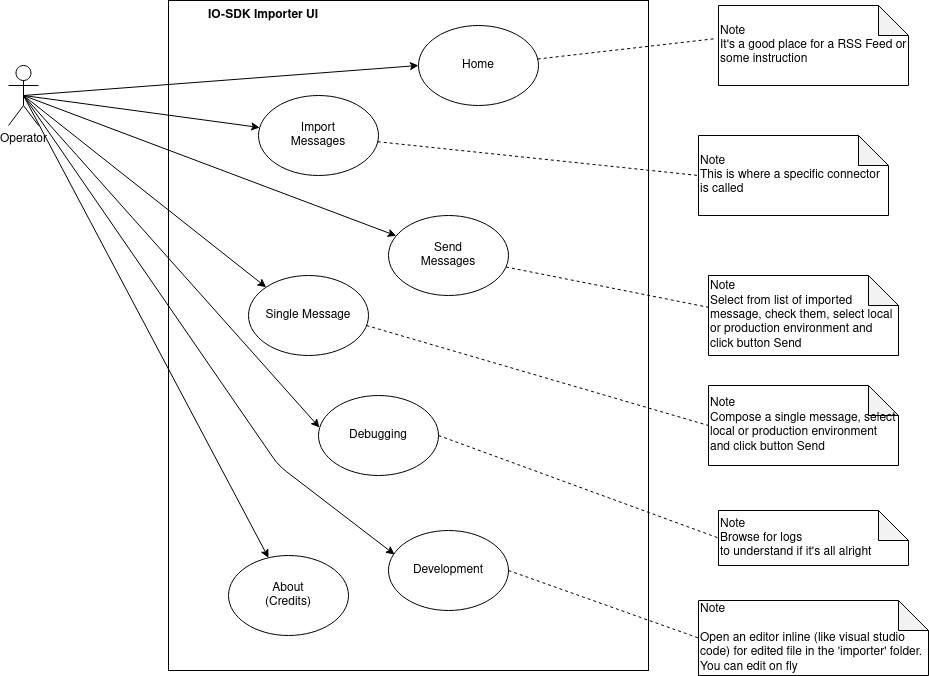 IO-SDK Importer UI
Operator
Home
Import
Messages
Send
Messages
Single Message
Debugging
Development
About
(Credits)
Note
It's a good place for a RSS Feed or
some instruction
Note
This is where a specific connector
is called
Note
Select from list of imported
message, check them, select local
or production environment and
click button Send
Note
Compose a single message, select
local or production environment
and click button Send
Note
Browse for logs
to understand if it's all alright
Note
Open an editor inline (like visual studio
code) for edited file in the 'importer' folder.
You can edit on fly